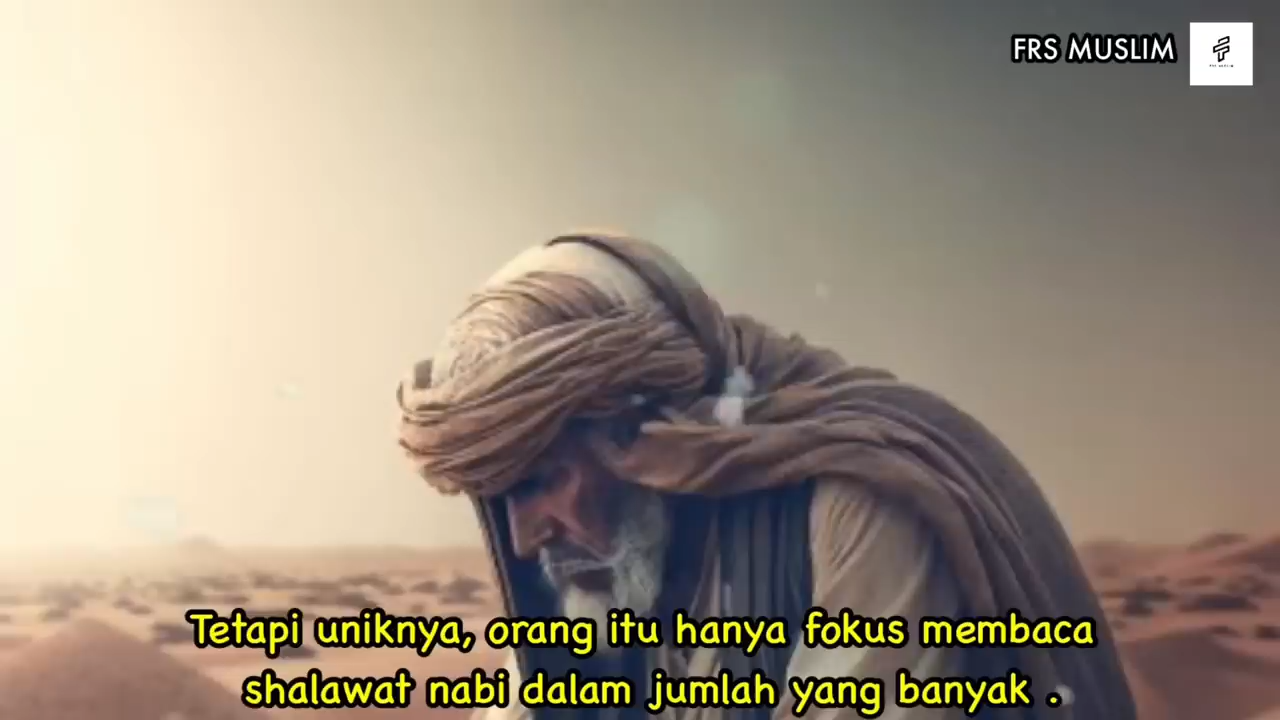 FRS MUSLIM
Tetapi uniknya, orang itu hanya fokus membaca
shalawat nabi dalam jumlah yang banyak .